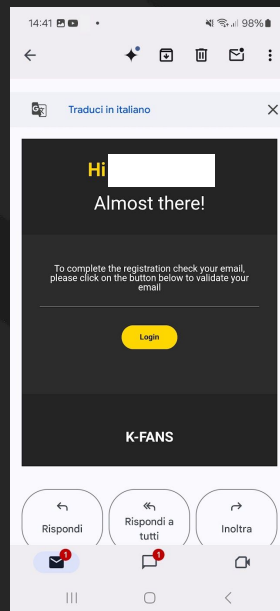 14:41
98%
Traduci in italiano
Hi
Almost there!
To complete the registration check your email,
please click on the button below to validate your
email
Login
K-FANS
Rispondi
Rispondi a
tutti
Inoltra
1
1